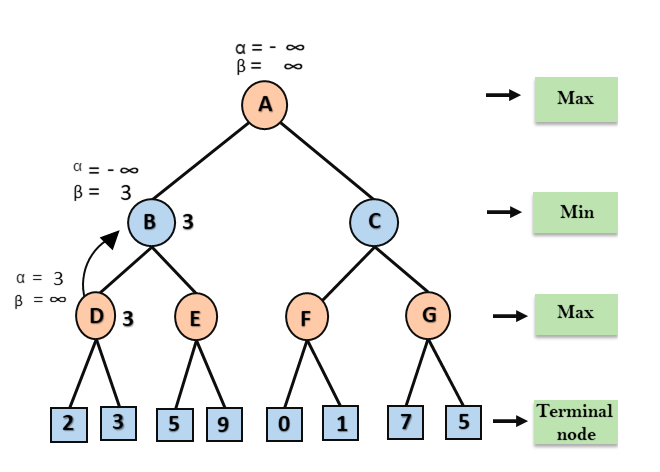 α = - ∞
β = ∞
A
Max
α = - ∞
β = 3
B 3
C
Min
α = 3
β = ∞
D 3
E
F
G
Max
2 3 5 9 0 1 7 5
Terminal
node